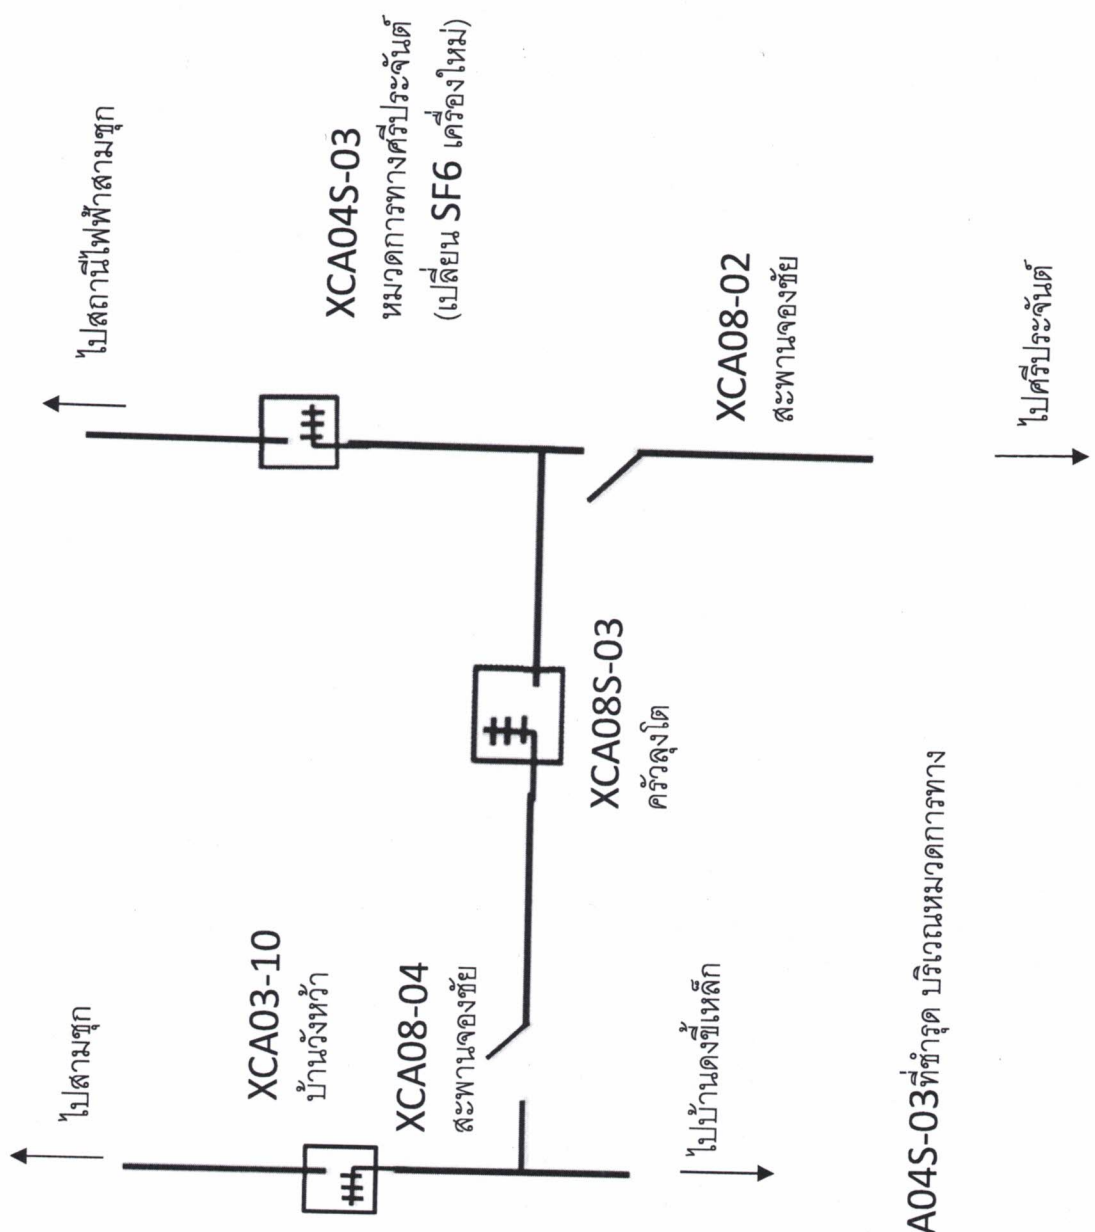 ไปสามชุก
ไปสถานีไฟฟ้าสามชุก
XCA03-10
บ้านวังหว้า
XCA04S-03
หมวดการทางศรีประจันต์
(เปลี่ยน SF6 เครื่องใหม่)
XCA08-04
สะพานจองชัย
XCA08S-03
ครัวลุงโต
ไปบ้านดงขี้เหล็ก
XCA08-02
สะพานจองชัย
A04S-03ที่ชำรุด บริเวณหมวดการทาง
ไปศรีประจันต์